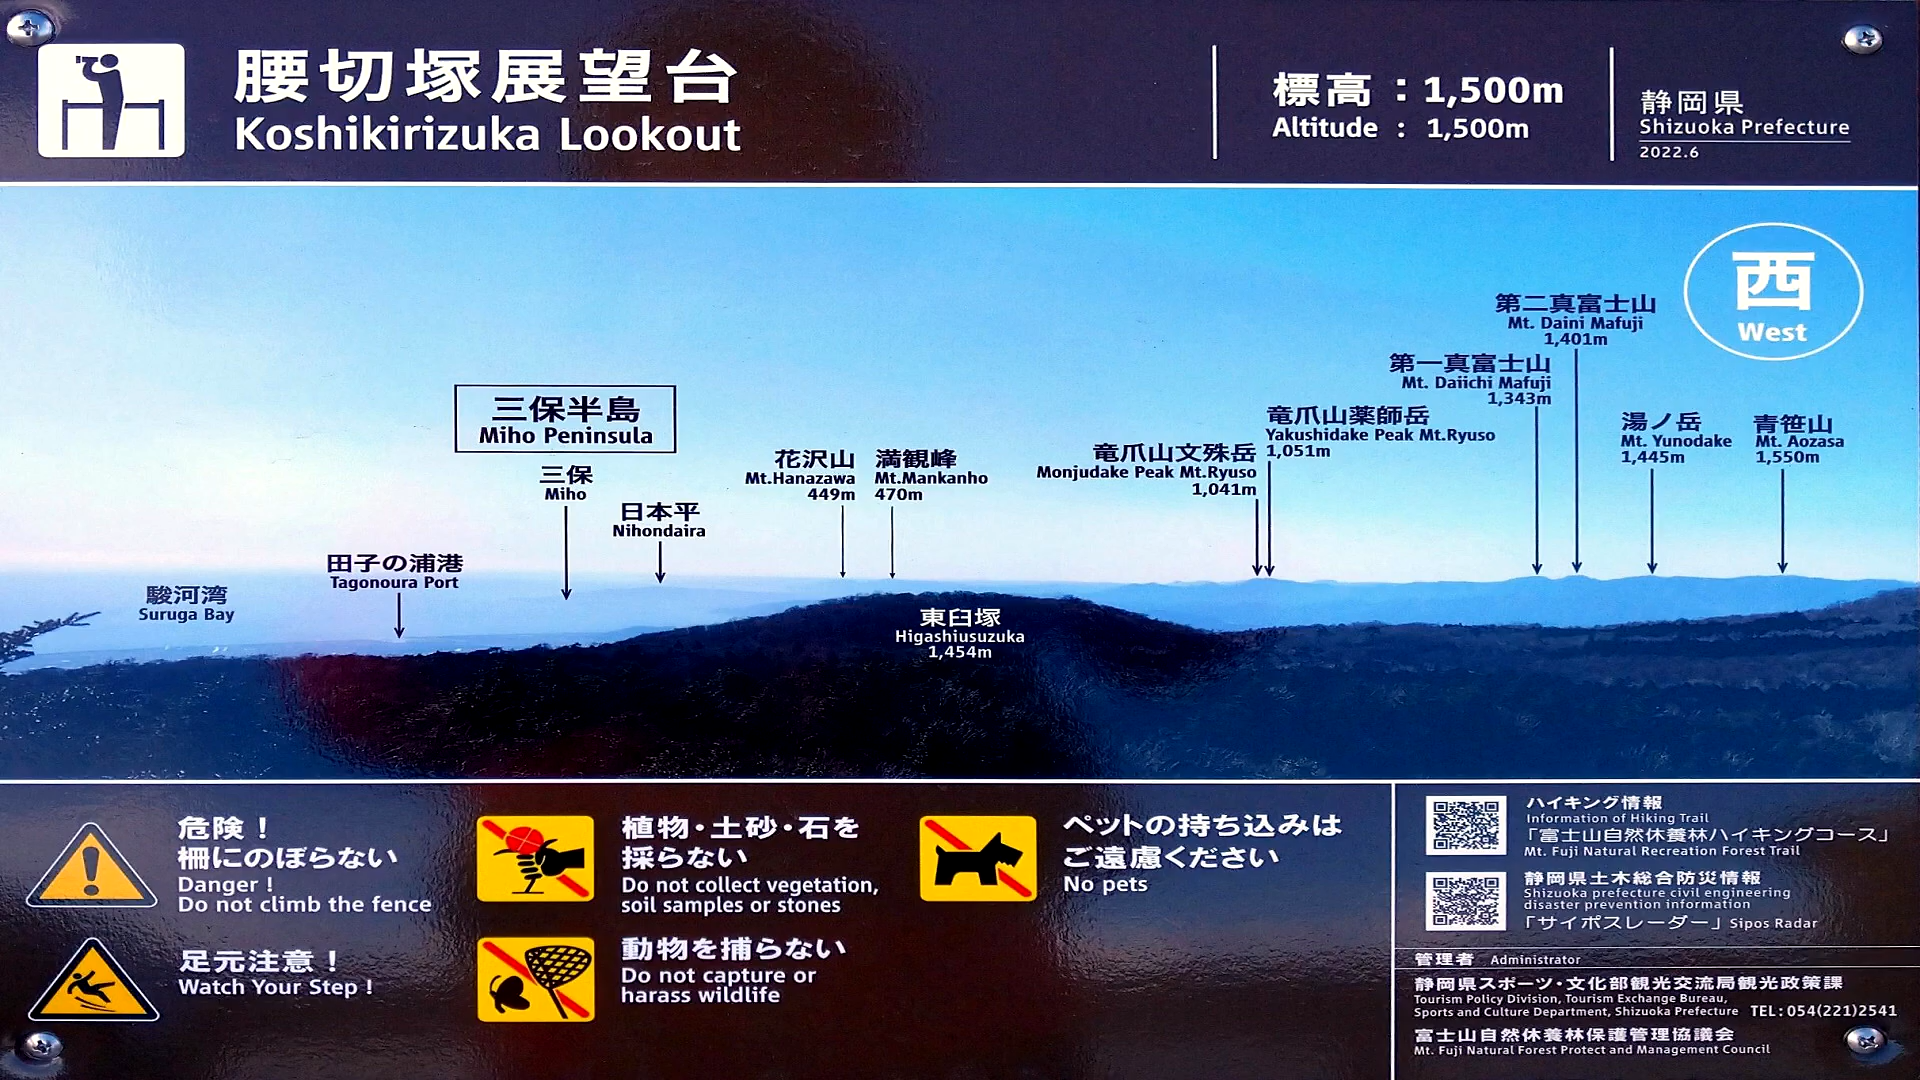 腰切塚展望台
Koshikirizuka Lookout
標高 : 1,500m
Altitude : 1,500m
静岡県
Shizuoka Prefecture
2022.6
西
West
第二真富士山
Mt. Daini Mafuji
1,401m
第一真富士山
Mt. Daiichi Mafuji
1,343m
三保半島
Miho Peninsula
三保
Miho
日本平
Nihondaira
田子の浦港
Tagonoura Port
駿河湾
Suruga Bay
花沢山
Mt.Hanazawa
449m
満観峰
Mt.Mankanho
470m
竜爪山文殊岳
Monjudake Peak Mt.Ryuso
1,041m
竜爪山薬師岳
Yakushidake Peak Mt.Ryuso
1,051m
湯ノ岳
Mt. Yunodake
1,445m
青笹山
Mt. Aozasa
1,550m
東臼塚
Higashiusuzuka
1,454m
危険！
柵にのぼらない
Danger !
Do not climb the fence
足元注意！
Watch Your Step !
植物・土砂・石を
採らない
Do not collect vegetation,
soil samples or stones
動物を捕らない
Do not capture or
harass wildlife
ペットの持ち込みは
ご遠慮ください
No pets
ハイキング情報
Information of Hiking Trail
「富士山自然休養林ハイキングコース」
Mt. Fuji Natural Recreation Forest Trail
静岡県土木総合防災情報
Shizuoka prefecture civil engineering
disaster prevention information
「サイポスレーダー」Sipos Radar
管理者 Administrator
静岡県スポーツ・文化部観光交流局観光政策課
Tourism Policy Division, Tourism Exchange Bureau,
Sports and Culture Department, Shizuoka Prefecture TEL:054(221)2541
富士山自然休養林保護管理協議会
Mt. Fuji Natural Forest Protect and Management Council